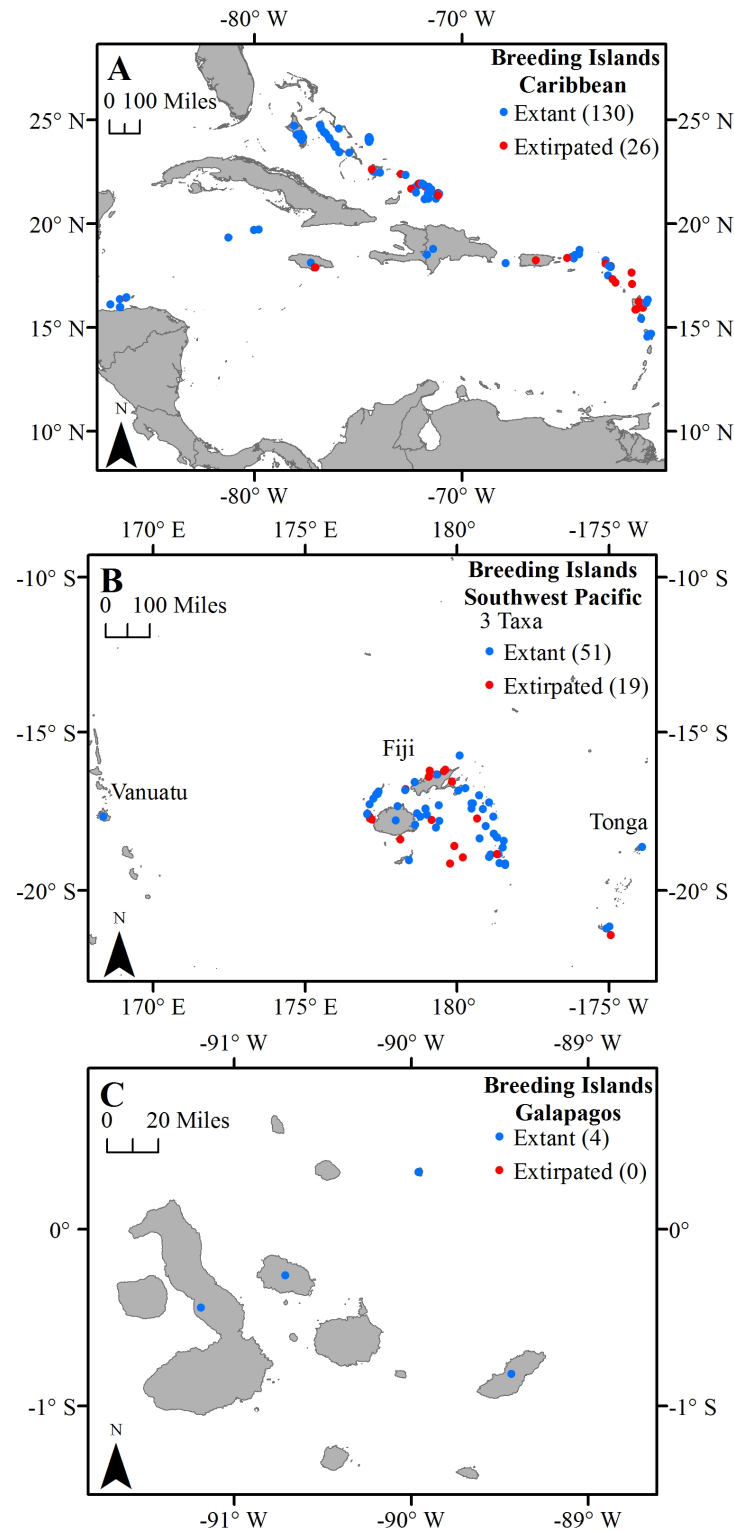 -80° W
-70° W
A
Breeding Islands
Caribbean
0 100 Miles
Extant (130)
Extirpated (26)
25° N
25° N
20° N
20° N
15° N
15° N
N
10° N
10° N
-80° W
-70° W
170° E
175° E
180°
-175° W
-10° S
-10° S
B
Breeding Islands
Southwest Pacific
0 100 Miles
3 Taxa
Extant (51)
Extirpated (19)
-15° S
-15° S
Fiji
Vanuatu
Tonga
-20° S
-20° S
N
170° E
175° E
180°
-175° W
-91° W
-90° W
-89° W
C
Breeding Islands
Galapagos
0 20 Miles
Extant (4)
Extirpated (0)
0°
0°
-1° S
-1° S
N
-91° W
-90° W
-89° W